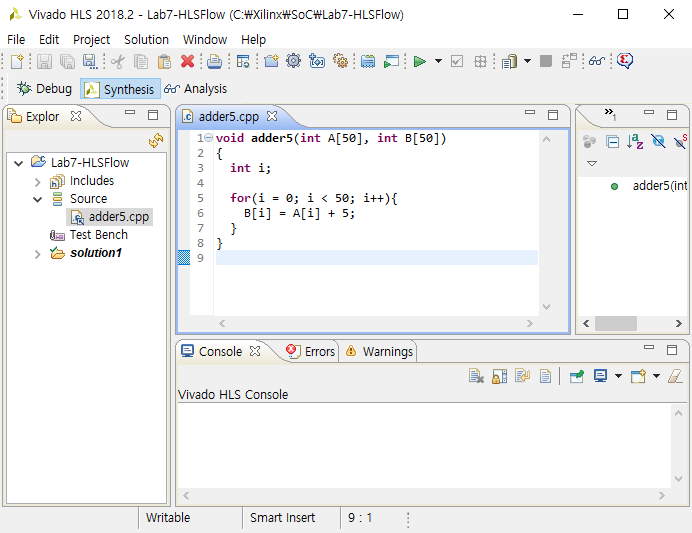 Vivado HLS 2018.2 - Lab7-HLSFlow (C:₩Xilinx₩SoC₩Lab7-HLSFlow)
File Edit Project Solution Window Help
Debug Synthesis Analysis
Explor
Lab7-HLSFlow
Includes
Source
adder5.cpp
Test Bench
solution1
adder5.cpp
1 void adder5(int A[50], int B[50])
2 {
3 int i;
4
5 for(i = 0; i < 50; i++){
6 B[i] = A[i] + 5;
7 }
8 }
9
»1
adder5(int
Console Errors Warnings
Vivado HLS Console
Writable Smart Insert 9 : 1